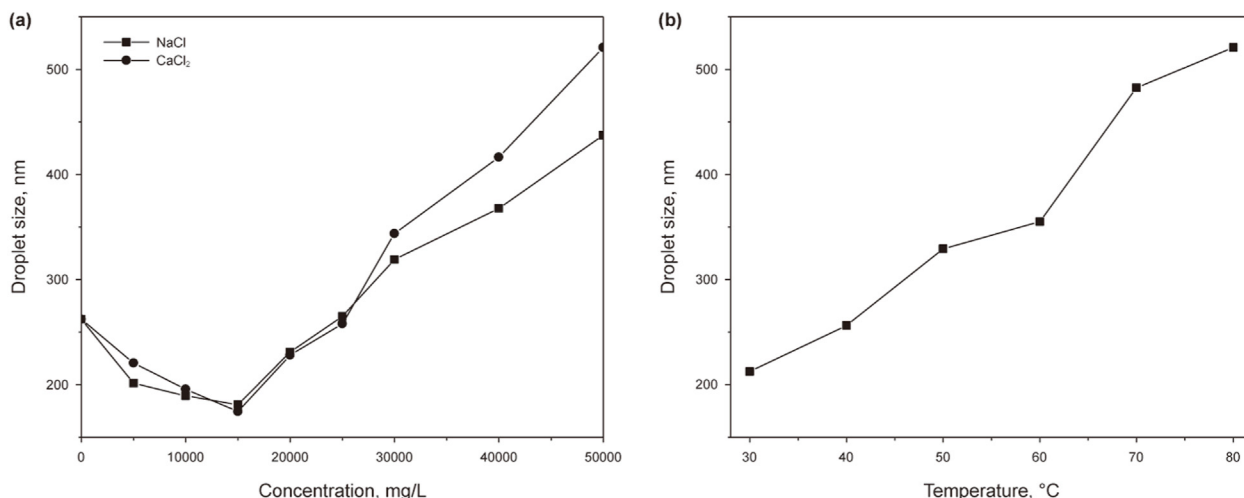 (a)
NaCl
CaCl₂
500
400
300
200
0
10000
20000
30000
40000
50000
Droplet size, nm
Concentration, mg/L
(b)
500
400
300
200
30
40
50
60
70
80
Droplet size, nm
Temperature, °C